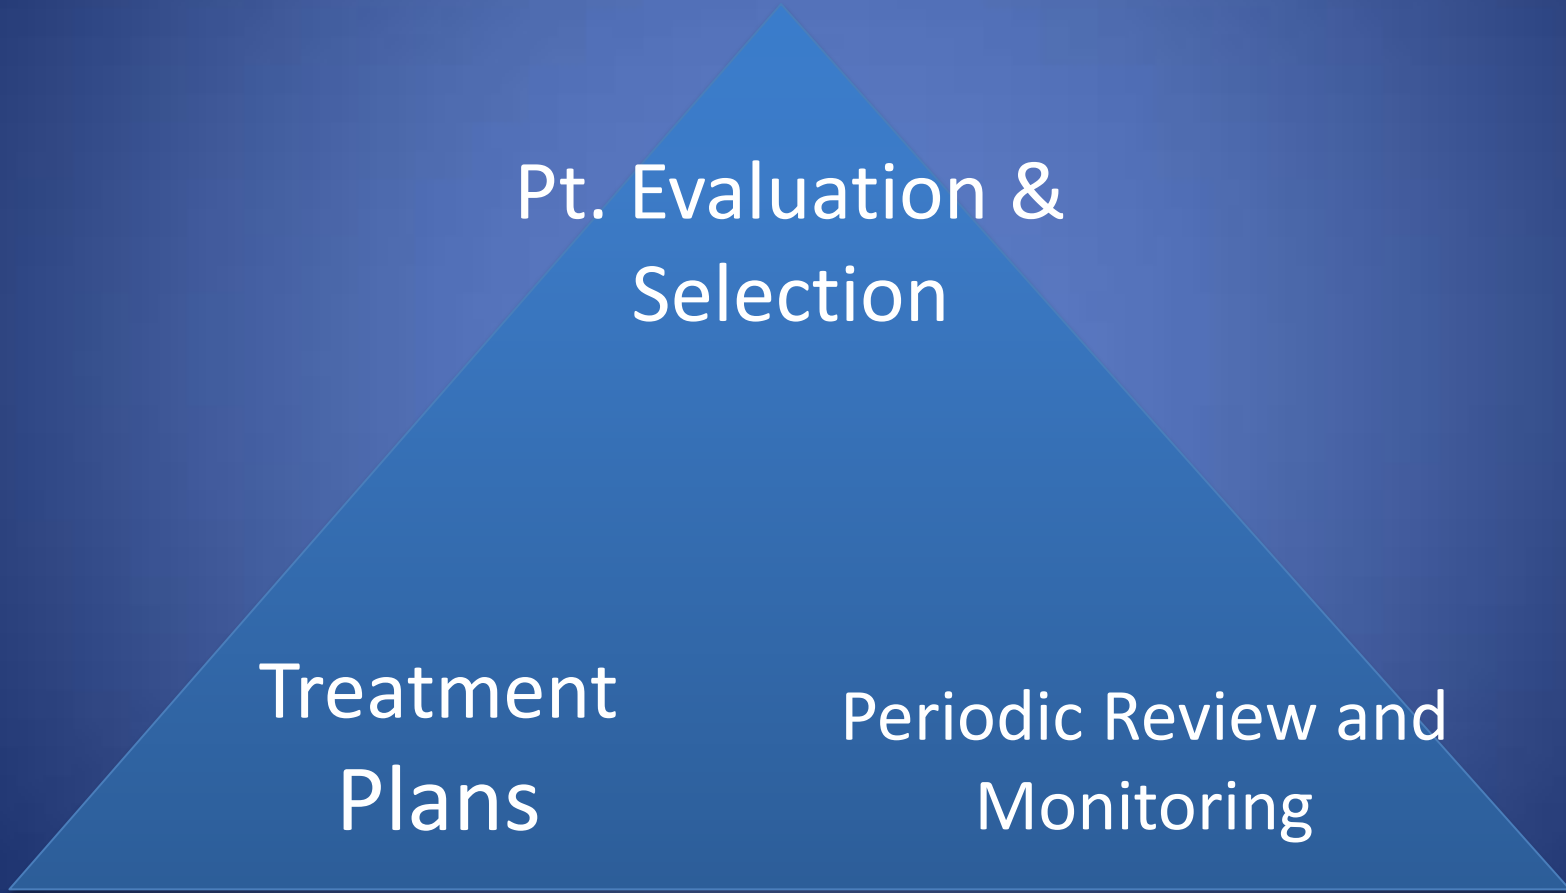 Pt. Evaluation &
Selection
Treatment
Plans
Periodic Review and
Monitoring